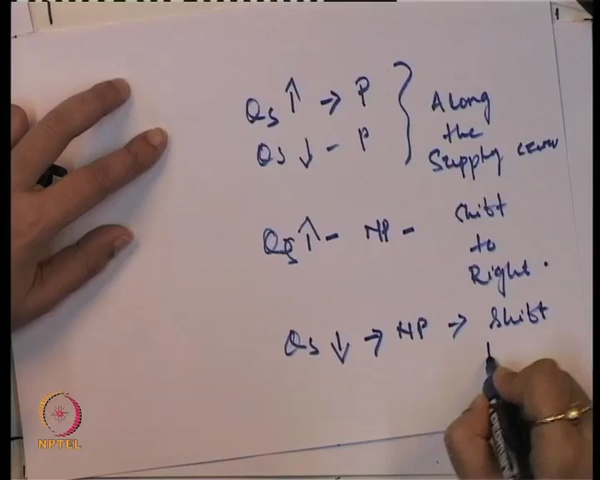 Qs ↑ → P } Along
Qs ↓ - P the
Supply curve
Qs ↑ - NP - Shift
to
Right.
Qs ↓ → NP → Shift
NPTEL